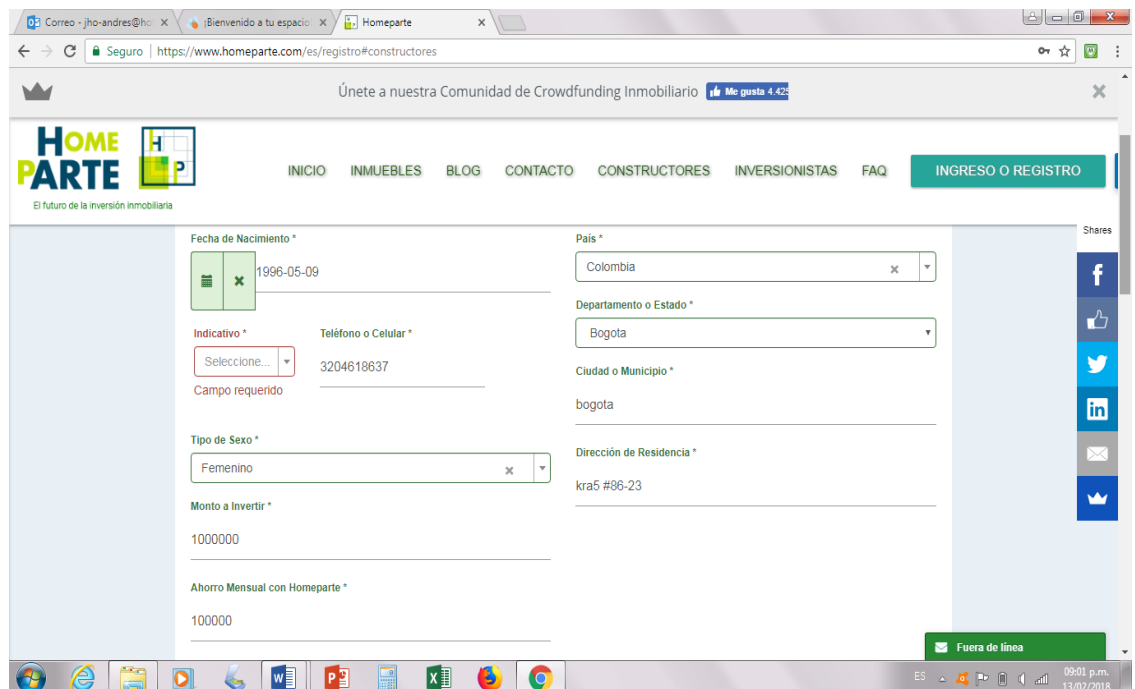 Correo - jho-andres@ho
¡Bienvenido a tu espacio
Homeparte
Seguro | https://www.homeparte.com/es/registro#constructores
Únete a nuestra Comunidad de Crowdfunding Inmobiliario
Me gusta 4.425
HOME PARTE
H P
El futuro de la inversión inmobiliaria
INICIO INMUEBLES BLOG CONTACTO CONSTRUCTORES INVERSIONISTAS FAQ INGRESO O REGISTRO
Shares
Fecha de Nacimiento *
1996-05-09
Indicativo * Teléfono o Celular *
Seleccione... 3204618637
Campo requerido
Tipo de Sexo *
Femenino
Monto a Invertir *
1000000
Ahorro Mensual con Homeparte *
100000
País *
Colombia
Departamento o Estado *
Bogota
Ciudad o Municipio *
bogota
Dirección de Residencia *
kra5 #86-23
Fuera de línea
ES 09:01 p.m.
13/02/2018